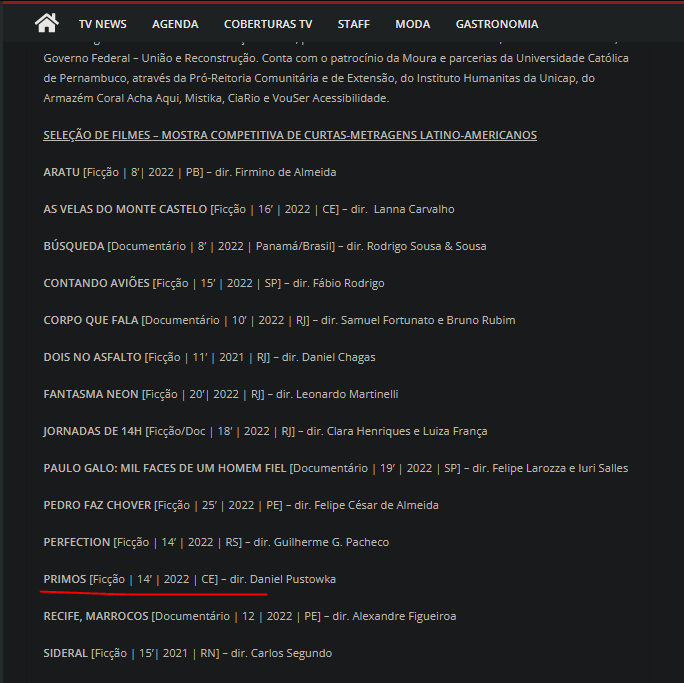 TV NEWS AGENDA COBERTURAS TV STAFF MODA GASTRONOMIA
Governo Federal – União e Reconstrução. Conta com o patrocínio da Moura e parcerias da Universidade Católica
de Pernambuco, através da Pró-Reitoria Comunitária e de Extensão, do Instituto Humanitas da Unicap, do
Armazém Coral Acha Aqui, Mistika, CiaRio e VouSer Acessibilidade.
SELEÇÃO DE FILMES – MOSTRA COMPETITIVA DE CURTAS-METRAGENS LATINO-AMERICANOS
ARATU [Ficção | 8’| 2022 | PB] – dir. Firmino de Almeida
AS VELAS DO MONTE CASTELO [Ficção | 16’ | 2022 | CE] – dir. Lanna Carvalho
BÚSQUEDA [Documentário | 8’ | 2022 | Panamá/Brasil] – dir. Rodrigo Sousa & Sousa
CONTANDO AVIÕES [Ficção | 15’ | 2022 | SP] – dir. Fábio Rodrigo
CORPO QUE FALA [Documentário | 10’ | 2022 | RJ] – dir. Samuel Fortunato e Bruno Rubim
DOIS NO ASFALTO [Ficção | 11’ | 2021 | RJ] – dir. Daniel Chagas
FANTASMA NEON [Ficção | 20’| 2022 | RJ] – dir. Leonardo Martinelli
JORNADAS DE 14H [Ficção/Doc | 18’ | 2022 | RJ] – dir. Clara Henriques e Luiza França
PAULO GALO: MIL FACES DE UM HOMEM FIEL [Documentário | 19’ | 2022 | SP] – dir. Felipe Larozza e Iuri Salles
PEDRO FAZ CHOVER [Ficção | 25’ | 2022 | PE] – dir. Felipe César de Almeida
PERFECTION [Ficção | 14’ | 2022 | RS] – dir. Guilherme G. Pacheco
PRIMOS [Ficção | 14’ | 2022 | CE] – dir. Daniel Pustowka
RECIFE, MARROCOS [Documentário | 12 | 2022 | PE] – dir. Alexandre Figueiroa
SIDERAL [Ficção | 15’| 2021 | RN] – dir. Carlos Segundo